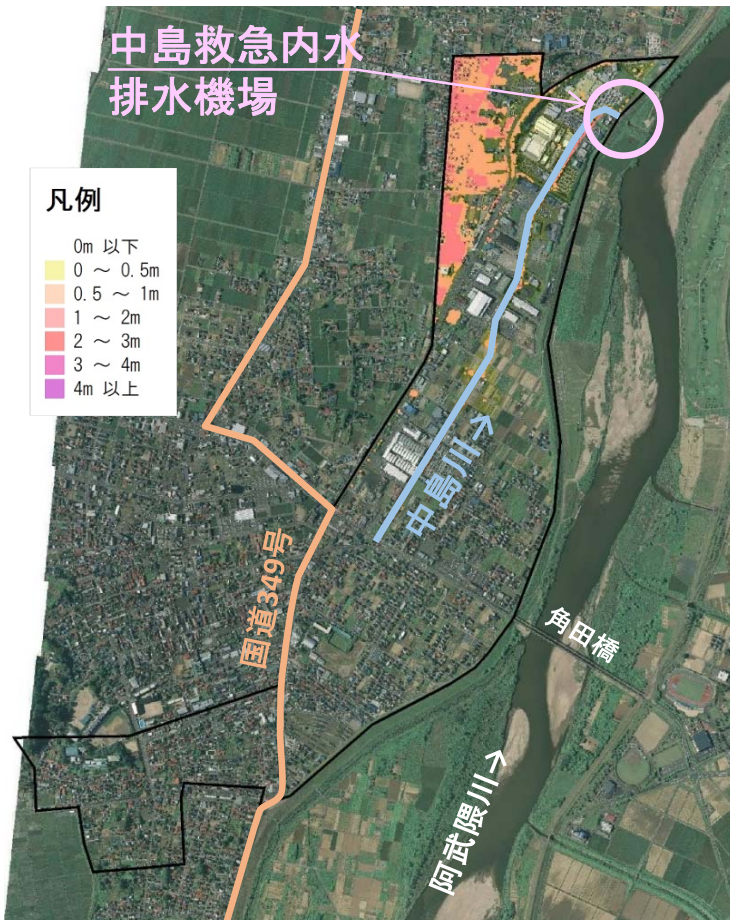 中島救急内水
排水機場
凡例
0m 以下
0 ～ 0.5m
0.5 ～ 1m
1 ～ 2m
2 ～ 3m
3 ～ 4m
4m 以上
中島川→
国道349号
角田橋
阿武隈川→